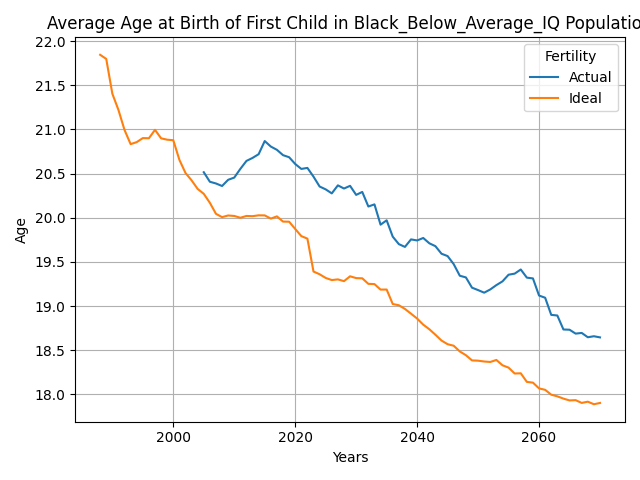 Average Age at Birth of First Child in Black_Below_Average_IQ Populatio
22.0
21.5
21.0
20.5
20.0
19.5
19.0
18.5
18.0
Age
Fertility
Actual
Ideal
2000 2020 2040 2060
Years